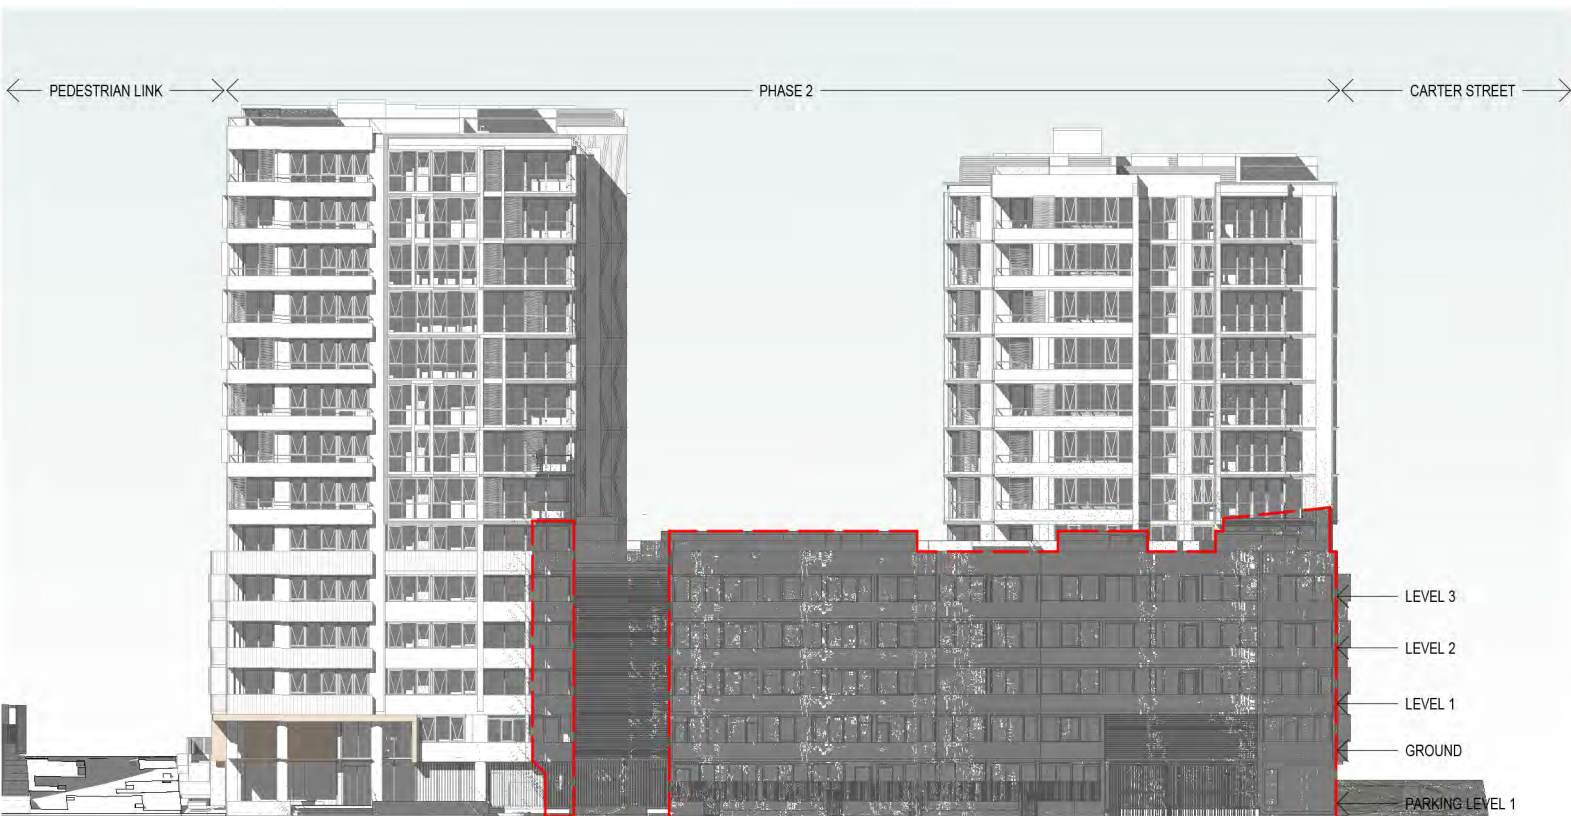 PEDESTRIAN LINK
PHASE 2
CARTER STREET
LEVEL 3
LEVEL 2
LEVEL 1
GROUND
PARKING LEVEL 1